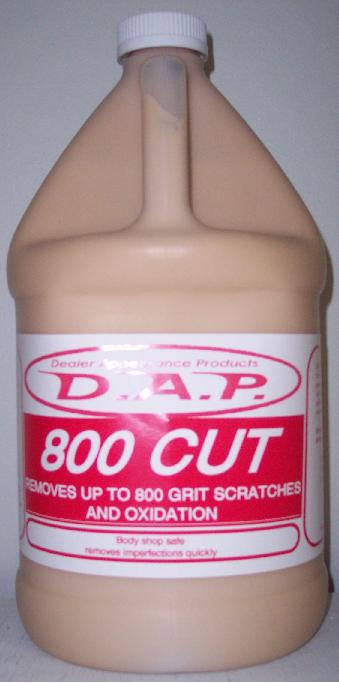 Dealer Appearance Products
D.A.P.
800 CUT
REMOVES UP TO 800 GRIT SCRATCHES
AND OXIDATION
Body shop safe
removes imperfections quickly